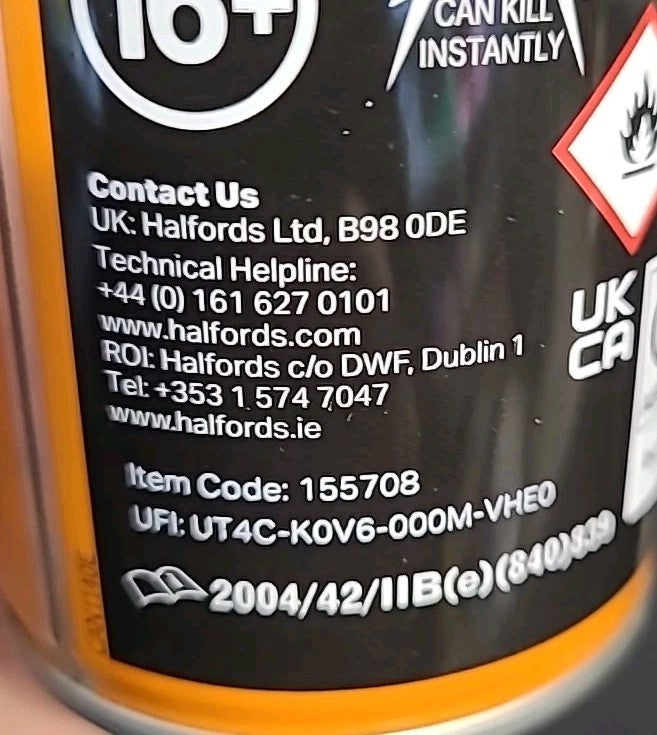 16+
CAN KILL
INSTANTLY
Contact Us
UK: Halfords Ltd, B98 0DE
Technical Helpline:
+44 (0) 161 627 0101
www.halfords.com
ROI: Halfords c/o DWF, Dublin 1
Tel: +353 1 574 7047
www.halfords.ie
UK
CA
Item Code: 155708
UFI: UT4C-K0V6-000M-VHE0
2004/42/IIB(e)(840)839